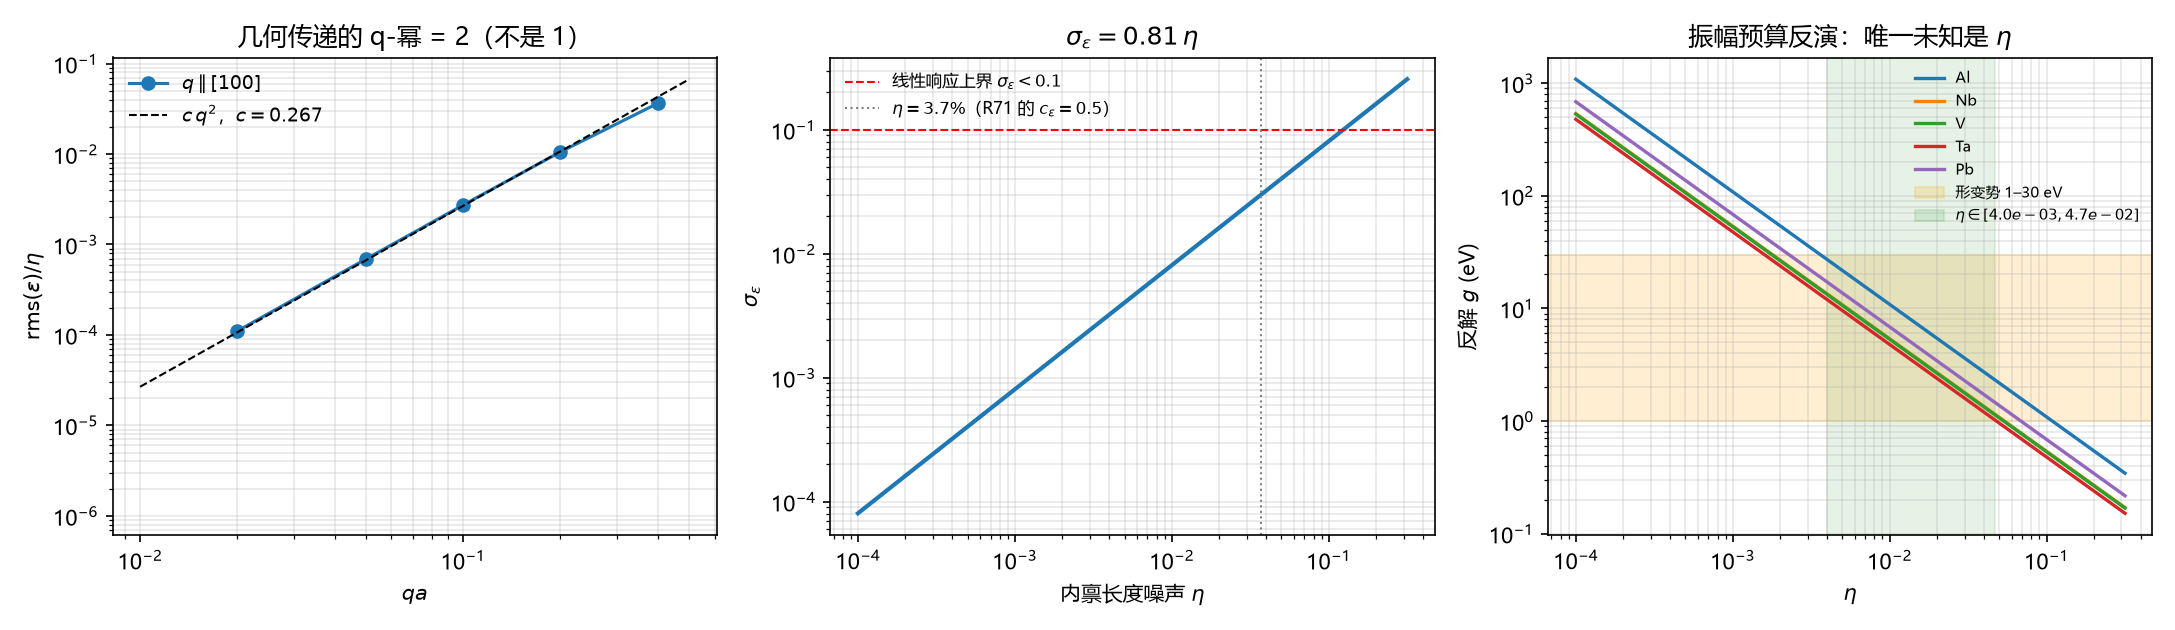 几何传递的 q-幂 = 2（不是 1）
q ∥ [100]
c q², c = 0.267
10⁻¹
10⁻²
10⁻³
10⁻⁴
10⁻⁵
10⁻⁶
rms(ε)/η
10⁻² 10⁻¹
qa
σ_ε = 0.81 η
线性响应上界 σ_ε < 0.1
η = 3.7%（R71 的 c_ε = 0.5）
10⁻¹
10⁻²
10⁻³
10⁻⁴
σ_ε
10⁻⁴ 10⁻³ 10⁻² 10⁻¹
内禀长度噪声 η
振幅预算反演：唯一未知是 η
Al
Nb
V
Ta
Pb
形变势 1–30 eV
η ∈ [4.0e − 03, 4.7e − 02]
10³
10²
10¹
10⁰
10⁻¹
反解 g (eV)
10⁻⁴ 10⁻³ 10⁻² 10⁻¹
η